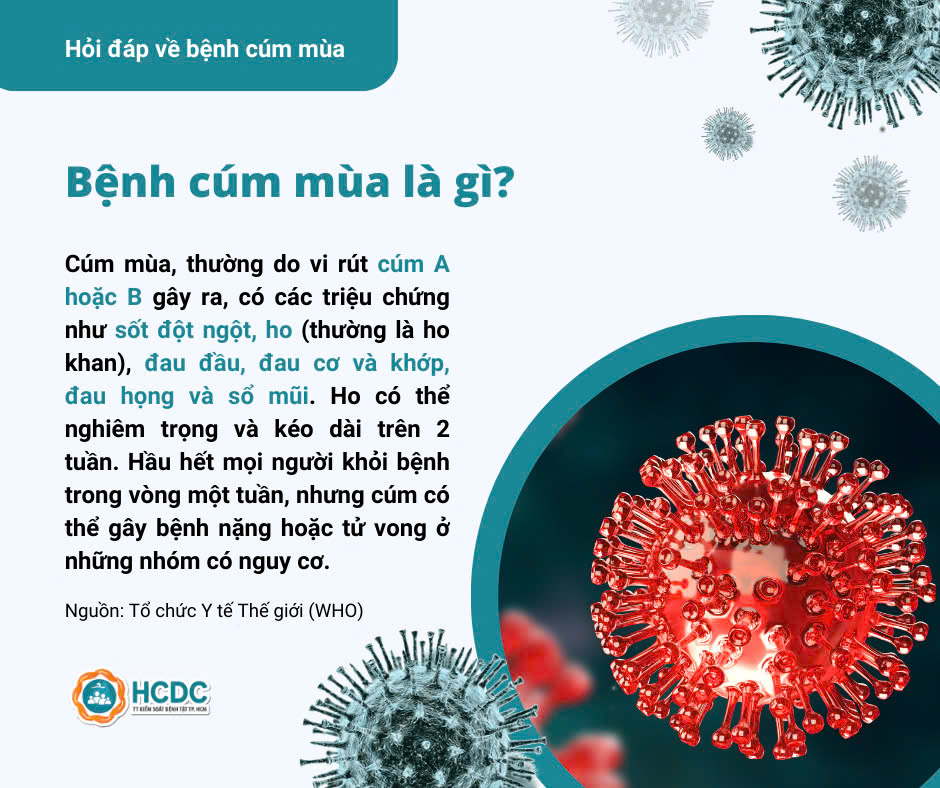 Hỏi đáp về bệnh cúm mùa
Bệnh cúm mùa là gì?
Cúm mùa, thường do vi rút cúm A
hoặc B gây ra, có các triệu chứng
như sốt đột ngột, ho (thường là ho
khan), đau đầu, đau cơ và khớp,
đau họng và sổ mũi. Ho có thể
nghiêm trọng và kéo dài trên 2
tuần. Hầu hết mọi người khỏi bệnh
trong vòng một tuần, nhưng cúm có
thể gây bệnh nặng hoặc tử vong ở
những nhóm có nguy cơ.
Nguồn: Tổ chức Y tế Thế giới (WHO)
HCDC
TT KIỂM SOÁT BỆNH TẬT TP. HCM